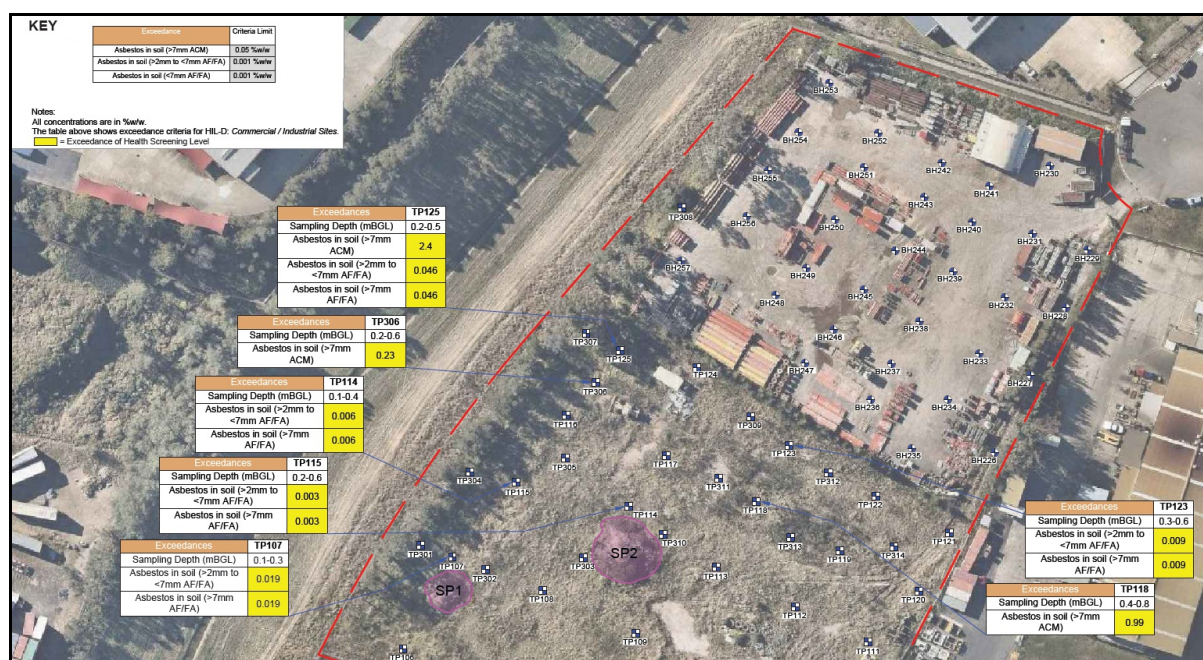 KEY
Exceedance Criteria Limit
Asbestos in soil (>7mm ACM) 0.05 %w/w
Asbestos in soil (>2mm to <7mm AF/FA) 0.001 %w/w
Asbestos in soil (<7mm AF/FA) 0.001 %w/w
Notes:
All concentrations are in %w/w.
The table above shows exceedance criteria for HIL-D: Commercial / Industrial Sites.
= Exceedance of Health Screening Level
BH253
BH254
BH252
BH255
BH251
BH242
BH230
BH241
BH243
TP308
BH256
BH250
BH240
BH231
BH244
BH229
BH257
BH249
BH239
BH248
BH245
BH232
BH228
BH238
BH246
BH233
BH247
BH237
BH227
BH236
BH234
BH235
BH226
Exceedances TP125
Sampling Depth (mBGL) 0.2-0.5
Asbestos in soil (>7mm
ACM) 2.4
Asbestos in soil (>2mm to
<7mm AF/FA) 0.046
Asbestos in soil (>7mm
AF/FA) 0.046
Exceedances TP306
Sampling Depth (mBGL) 0.2-0.6
Asbestos in soil (>7mm
ACM) 0.23
Exceedances TP114
Sampling Depth (mBGL) 0.1-0.4
Asbestos in soil (>2mm to
<7mm AF/FA) 0.006
Asbestos in soil (>7mm
AF/FA) 0.006
Exceedances TP115
Sampling Depth (mBGL) 0.2-0.6
Asbestos in soil (>2mm to
<7mm AF/FA) 0.003
Asbestos in soil (>7mm
AF/FA) 0.003
Exceedances TP107
Sampling Depth (mBGL) 0.1-0.3
Asbestos in soil (>2mm to
<7mm AF/FA) 0.019
Asbestos in soil (>7mm
AF/FA) 0.019
TP307
TP125
TP124
TP306
TP116
TP309
TP305
TP117
TP123
TP304
TP115
TP311
TP312
TP118
TP122
TP114
TP310
TP313
TP121
TP301
TP107
TP303
SP2
TP119
TP314
TP302
TP113
SP1
TP108
TP120
TP112
TP109
TP106
TP111
Exceedances TP123
Sampling Depth (mBGL) 0.3-0.6
Asbestos in soil (>2mm to
<7mm AF/FA) 0.009
Asbestos in soil (>7mm
AF/FA) 0.009
Exceedances TP118
Sampling Depth (mBGL) 0.4-0.8
Asbestos in soil (>7mm
ACM) 0.99